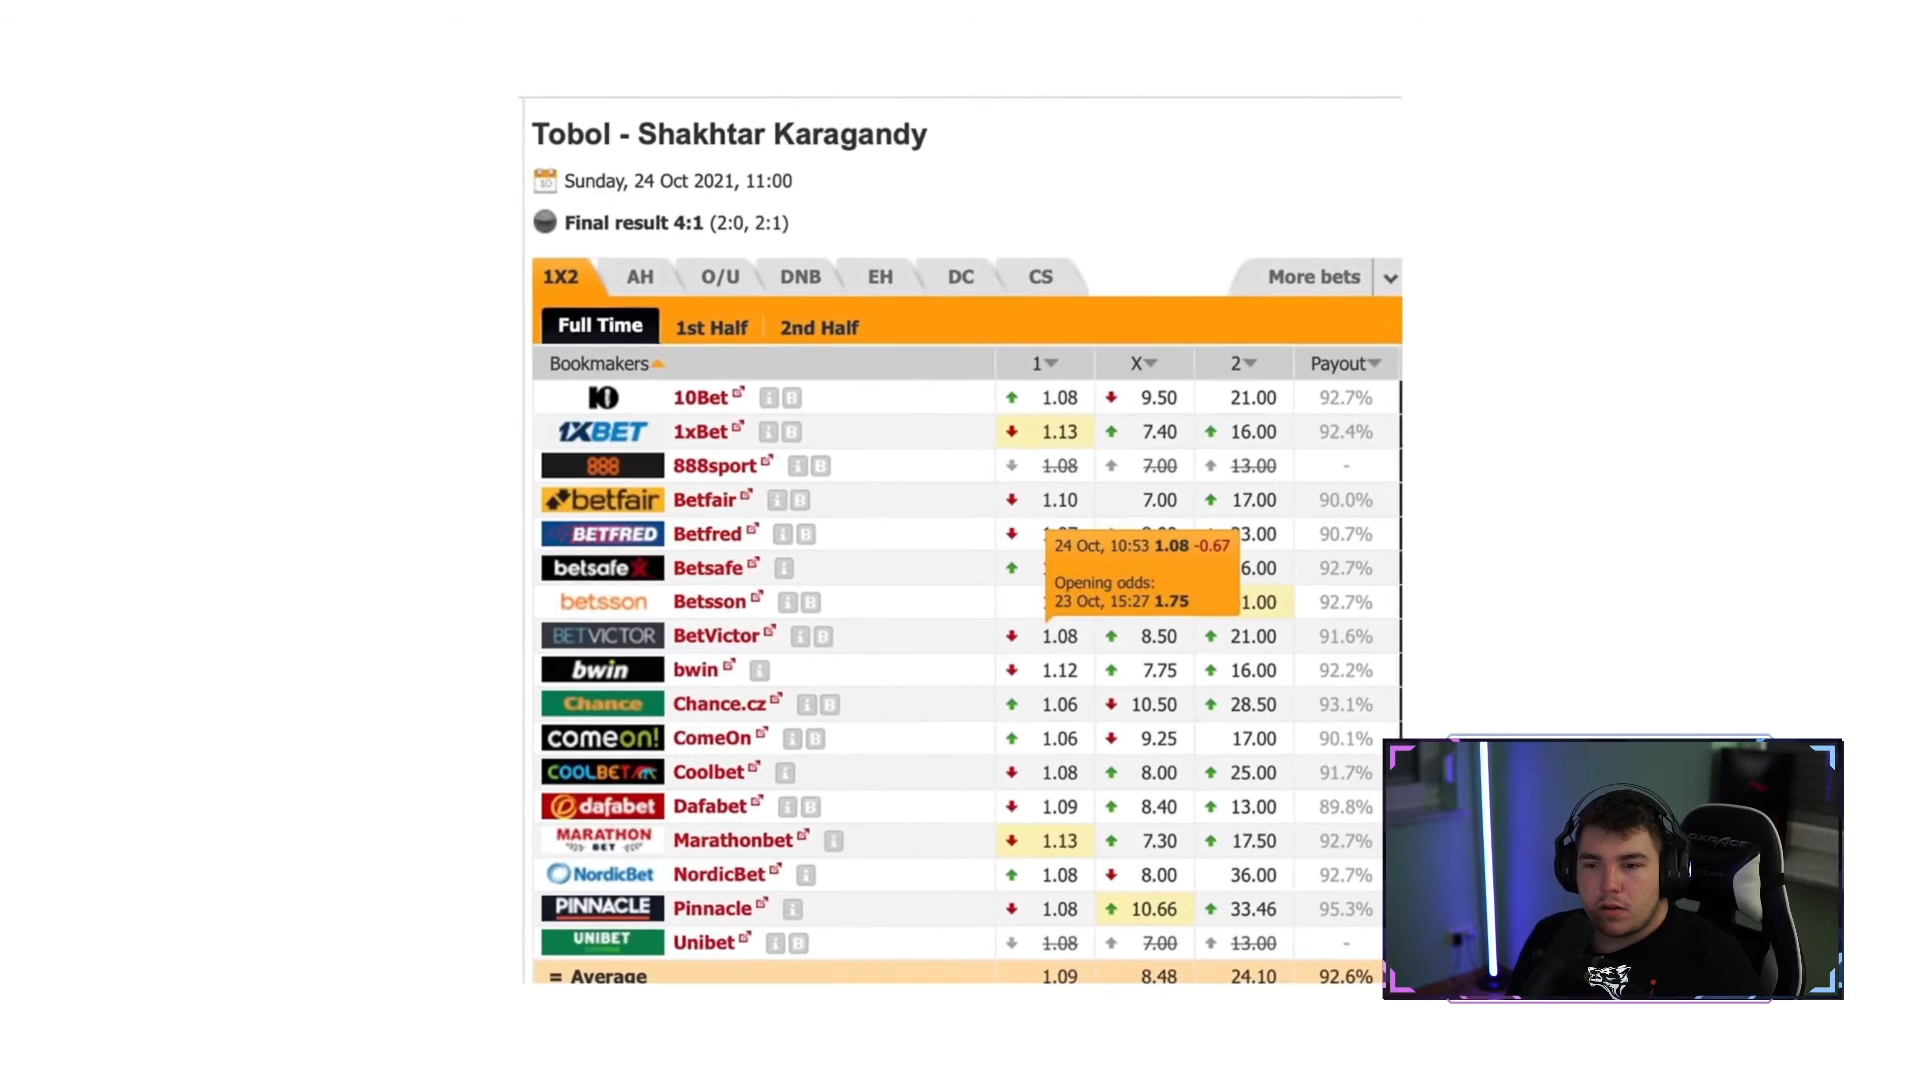 Tobol - Shakhtar Karagandy
10 Sunday, 24 Oct 2021, 11:00
Final result 4:1 (2:0, 2:1)
1X2 AH O/U DNB EH DC CS More bets
Full Time 1st Half 2nd Half
Bookmakers 1 X 2 Payout
10 10Bet i B 1.08 9.50 21.00 92.7%
1XBET 1xBet i B 1.13 7.40 16.00 92.4%
888 888sport i B 1.08 7.00 13.00 -
betfair Betfair i B 1.10 7.00 17.00 90.0%
BETFRED Betfred i B 3.00 90.7%
24 Oct, 10:53 1.08 -0.67
betsafe Betsafe i 6.00 92.7%
Opening odds:
23 Oct, 15:27 1.75
betsson Betsson i B 1.00 92.7%
BETVICTOR BetVictor i B 1.08 8.50 21.00 91.6%
bwin bwin i 1.12 7.75 16.00 92.2%
Chance Chance.cz i B 1.06 10.50 28.50 93.1%
comeon! ComeOn i B 1.06 9.25 17.00 90.1%
COOLBET Coolbet i 1.08 8.00 25.00 91.7%
dafabet Dafabet i B 1.09 8.40 13.00 89.8%
MARATHON BET Marathonbet i 1.13 7.30 17.50 92.7%
NordicBet NordicBet i 1.08 8.00 36.00 92.7%
PINNACLE Pinnacle i 1.08 10.66 33.46 95.3%
UNIBET Unibet i B 1.08 7.00 13.00 -
= Average 1.09 8.48 24.10 92.6%